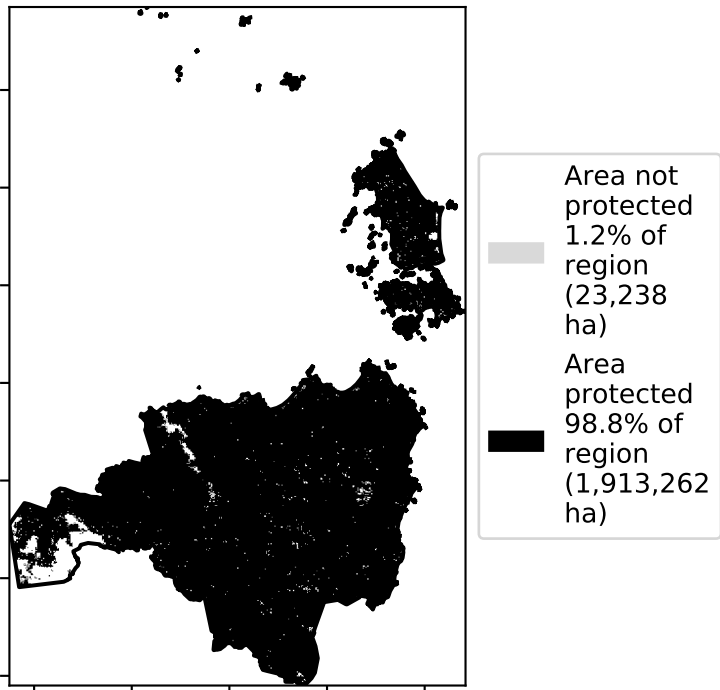 Area not
protected
1.2% of
region
(23,238
ha)
Area
protected
98.8% of
region
(1,913,262
ha)